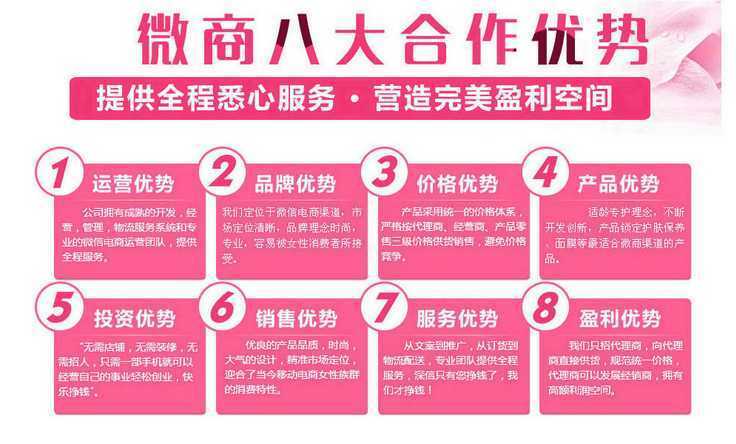 微商八大合作优势
提供全程悉心服务·营造完美盈利空间
1 运营优势
公司拥有成熟的开发，经
营，管理，物流服务系统和专
业的微信电商运营团队，提供
全程服务。
2 品牌优势
我们定位于微信电商渠道，市
场定位清晰，品牌理念时尚，
专业，容易被女性消费者所接
受。
3 价格优势
产品采用统一的价格体系，
严格按代理商、经营商、产品零
售三级价格供货销售，避免价格
竞争。
4 产品优势
适龄专护理念，不断
开发创新，产品锁定护肤保养
、面膜等最适合微商渠道的产
品。
5 投资优势
"无需店铺，无需装修，无
需招人，只需一部手机就可以
经营自己的事业轻松创业，快
乐挣钱"。
6 销售优势
优良的产品品质，时尚，
大气的设计，精准市场定位，
迎合了当今移动电商女性族群
的消费特性。
7 服务优势
从文案到推广，从订货到
物流配送，专业团队提供全程
服务，深信只有您挣钱了，我
们才挣钱！
8 盈利优势
我们只招代理商，向代理
商直接供货，规范统一价格，
代理商可以发展经销商，拥有
高额利润空间。